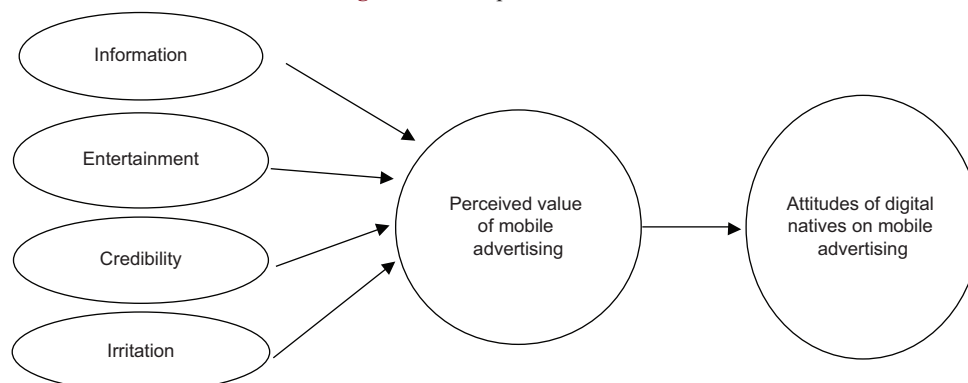 Information
Entertainment
Credibility
Irritation
Perceived value
of mobile
advertising
Attitudes of digital
natives on mobile
advertising